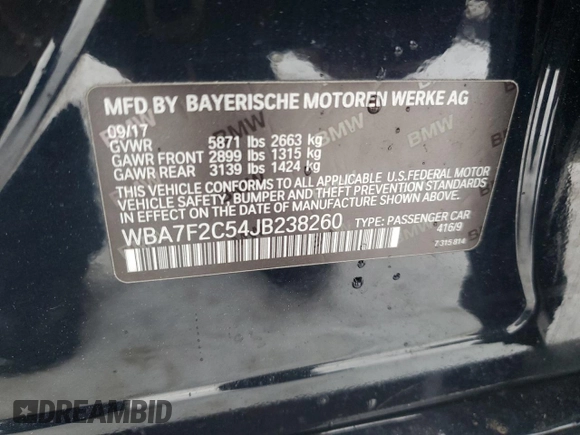 MFD BY BAYERISCHE MOTOREN WERKE AG
09/17
GVWR 5871 lbs 2663 kg
GAWR FRONT 2899 lbs 1315 kg
GAWR REAR 3139 lbs 1424 kg
THIS VEHICLE CONFORMS TO ALL APPLICABLE U.S.FEDERAL MOTOR
VEHICLE SAFETY, BUMPER AND THEFT PREVENTION STANDARDS
IN EFFECT ON THE DATE OF MANUFACTURE SHOWN ABOVE.
WBA7F2C54JB238260 TYPE: PASSENGER CAR
416/9
7 315 814
DREAMBID